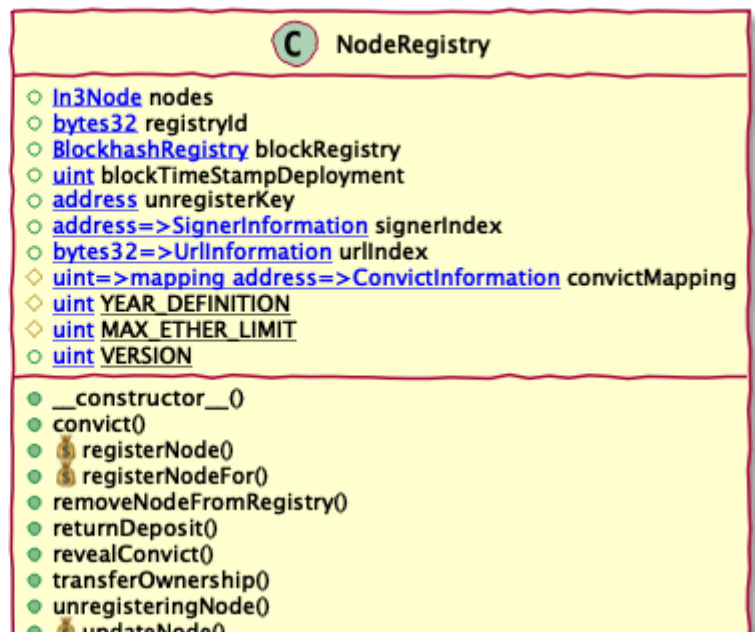 C NodeRegistry
In3Node nodes
bytes32 registryId
BlockhashRegistry blockRegistry
uint blockTimeStampDeployment
address unregisterKey
address=>SignerInformation signerIndex
bytes32=>UrlInformation urlIndex
uint=>mapping address=>ConvictInformation convictMapping
uint YEAR_DEFINITION
uint MAX_ETHER_LIMIT
uint VERSION
__constructor__()
convict()
registerNode()
registerNodeFor()
removeNodeFromRegistry()
returnDeposit()
revealConvict()
transferOwnership()
unregisteringNode()
updateNode()